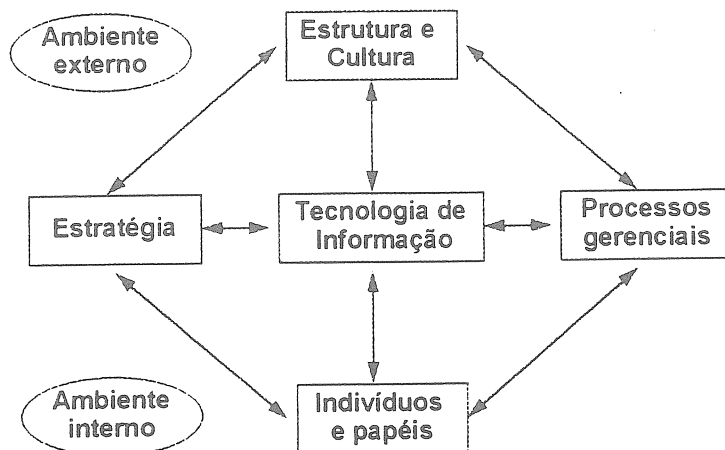 Ambiente
externo
Estrutura e
Cultura
Estratégia
Tecnologia de
Informação
Processos
gerenciais
Ambiente
interno
Indivíduos
e papéis